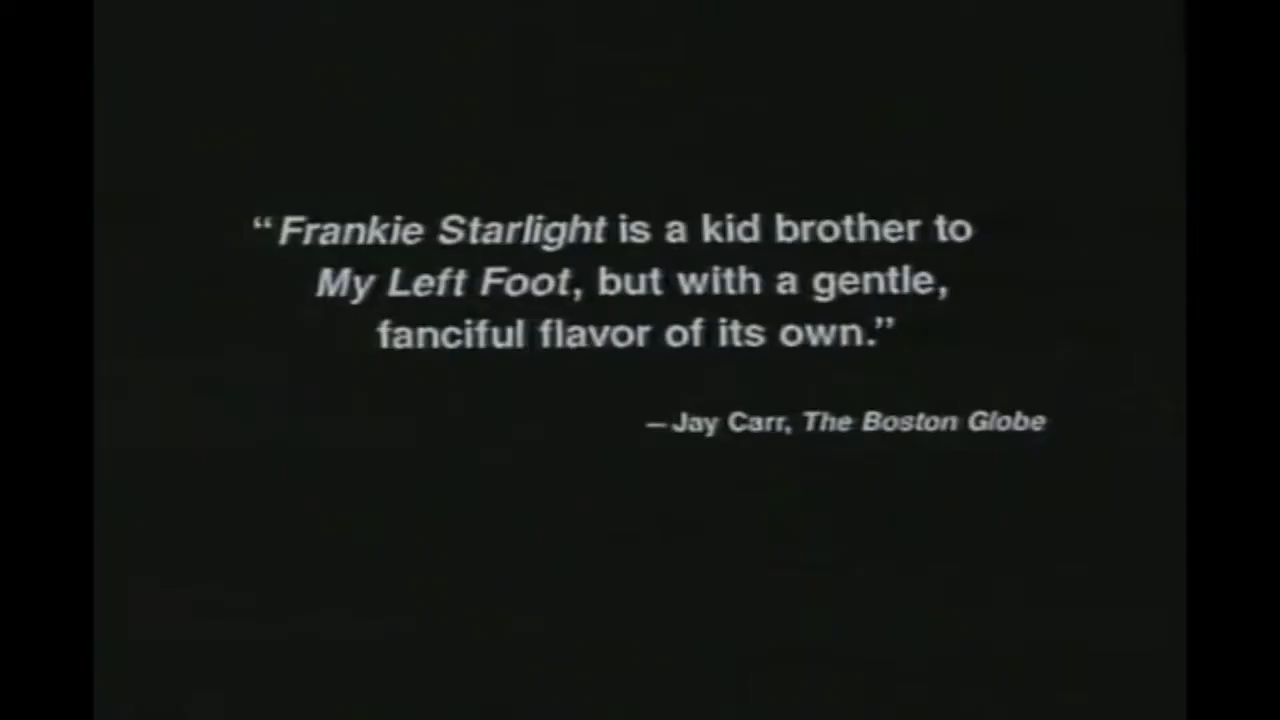 “Frankie Starlight is a kid brother to
My Left Foot, but with a gentle,
fanciful flavor of its own.”
—Jay Carr, The Boston Globe